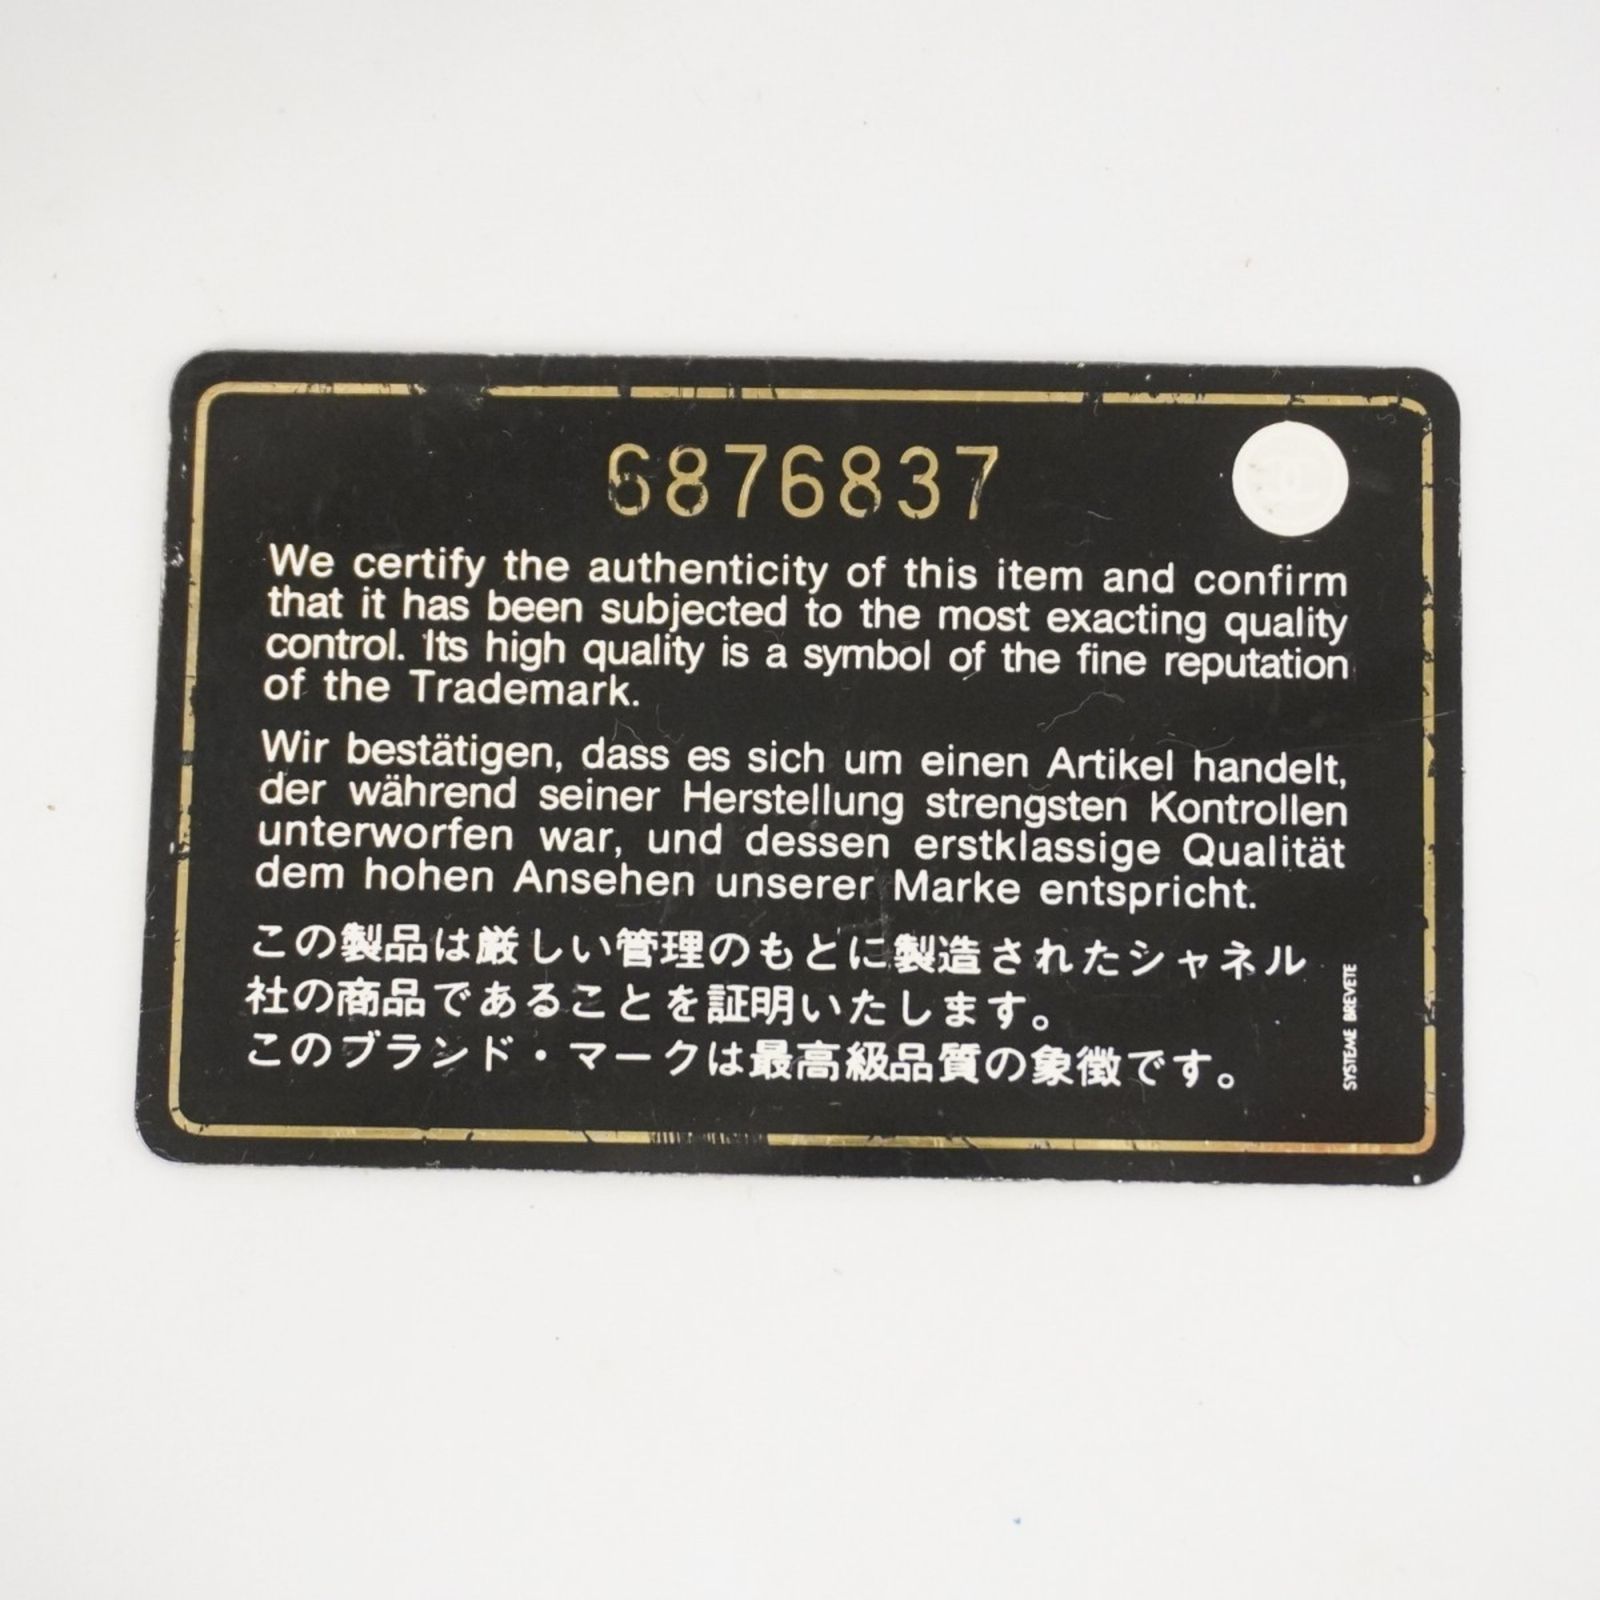 6876837
We certify the authenticity of this item and confirm
that it has been subjected to the most exacting quality
control. Its high quality is a symbol of the fine reputation
of the Trademark.
Wir bestätigen, dass es sich um einen Artikel handelt,
der während seiner Herstellung strengsten Kontrollen
unterworfen war, und dessen erstklassige Qualität
dem hohen Ansehen unserer Marke entspricht.
この製品は厳しい管理のもとに製造されたシャネル
社の商品であることを証明いたします。
このブランド・マークは最高級品質の象徴です。
SYSTEME BREVETE